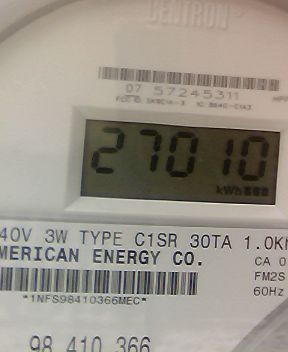 CENTRON
07 57245311
27010
kWh
40V 3W TYPE C1SR 30TA 1.0K
MERICAN ENERGY CO.
CA 0
FM2S
60Hz
*1NFS98410366MEC*
98 410 366